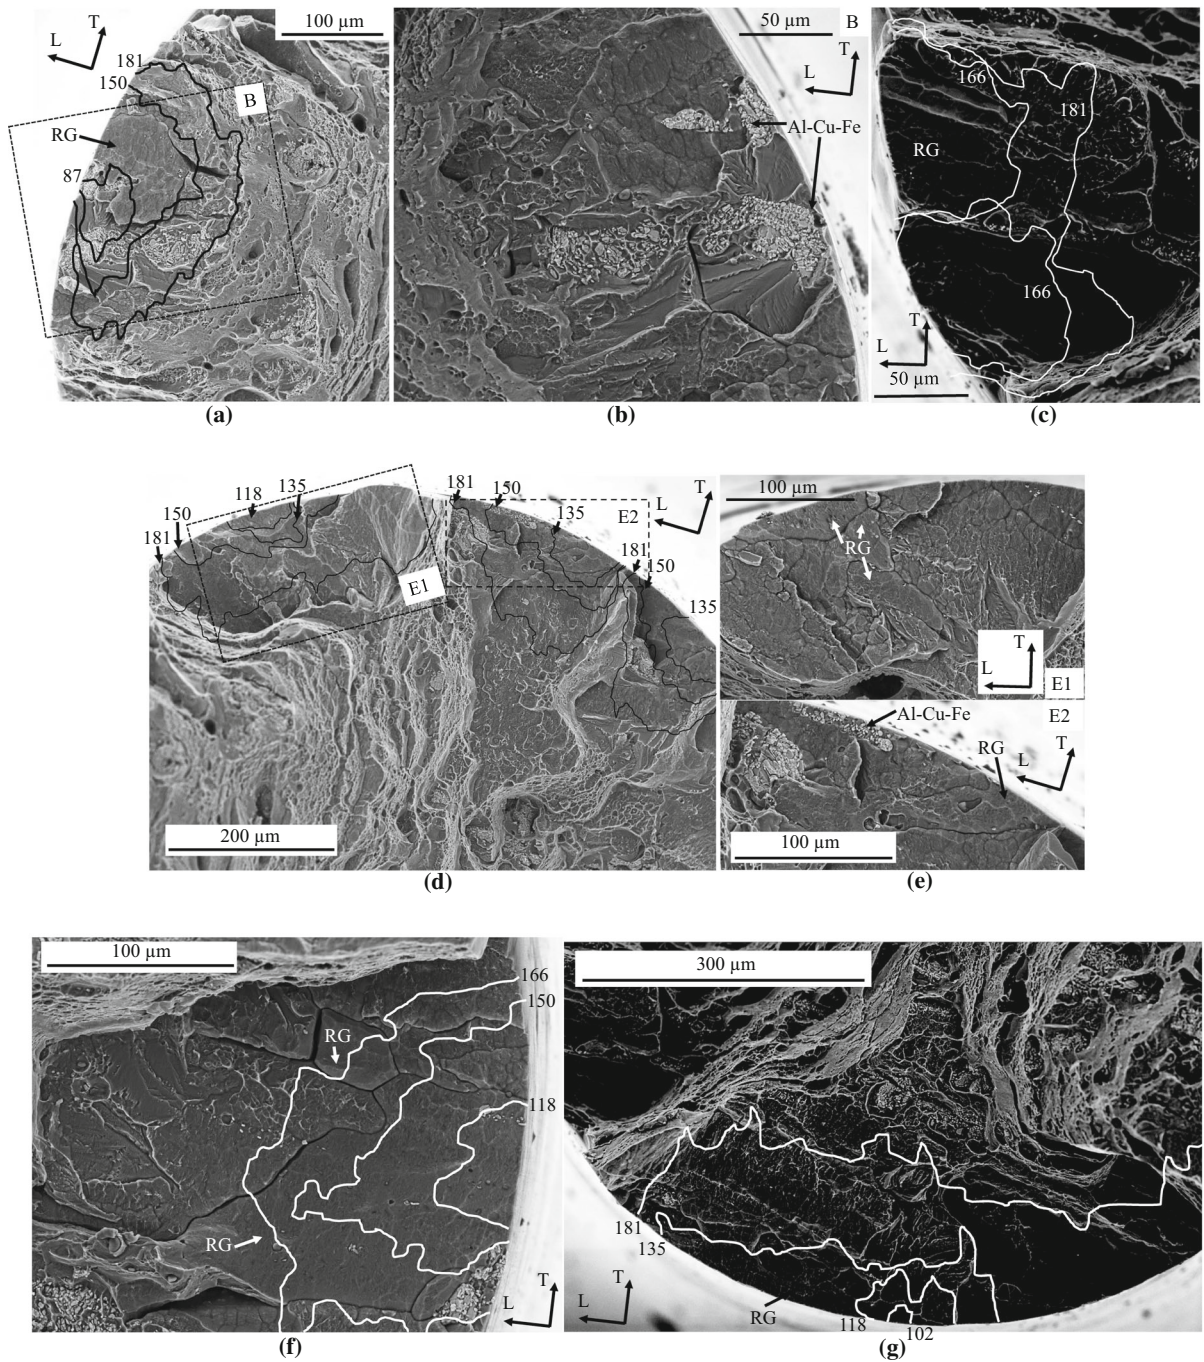 T
L
100 µm
181
150
B
RG
87
(a)
50 µm
B
T
L
Al-Cu-Fe
(b)
166
181
RG
166
T
L
50 µm
(c)
181
150
118
135
150
181
E1
135
E2
181
150
135
T
L
200 µm
(d)
100 µm
RG
T
L
E1
Al-Cu-Fe
E2
RG
T
L
100 µm
(e)
100 µm
166
150
RG
118
RG
T
L
(f)
300 µm
181
135
RG
118
102
T
L
(g)